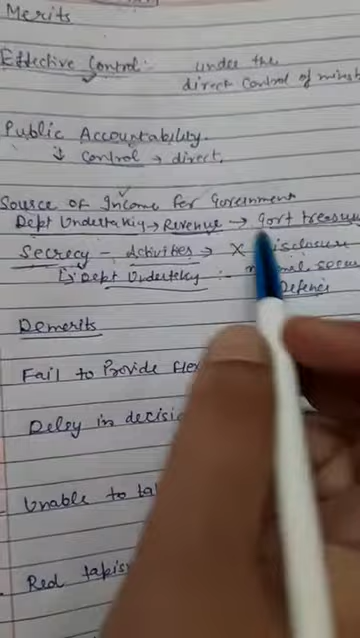 Merits
Effective Control:
under the
direct control of minist
Public Accountability.
↓ control → direct.
Source of Income for Government
Dept Undertaking → Revenue → Govt treasury
Secrecy - activities → X Disclosure
↳ Dept Undertaking :-
Defence
Demerits
Fail to Provide Fle
Delay in decisi
Unable to ta
Red tapis